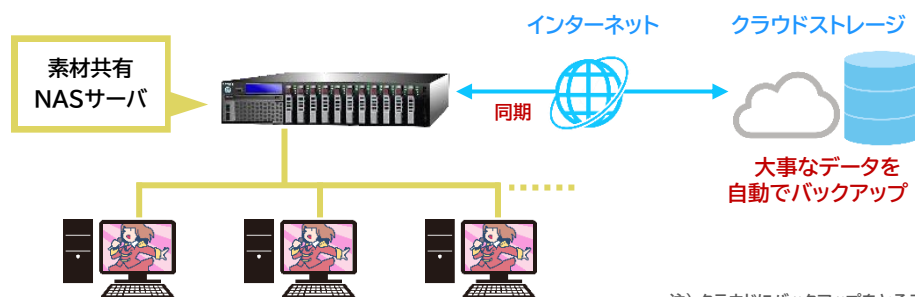 インターネット
クラウドストレージ
素材共有
NASサーバ
同期
大事なデータを
自動でバックアップ